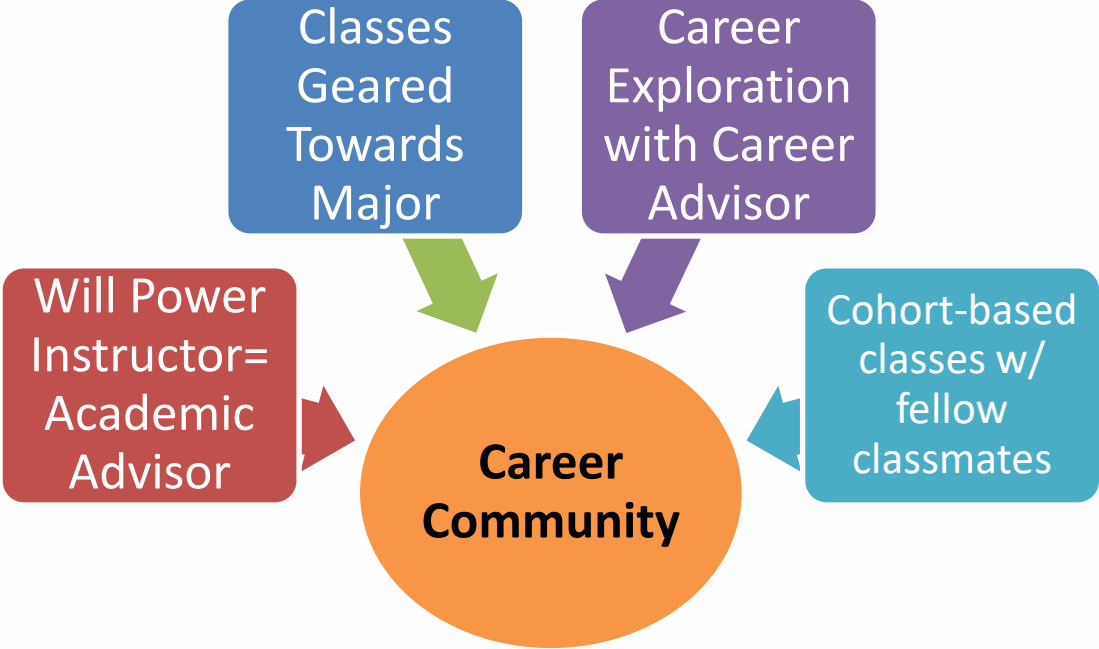 Classes
Geared
Towards
Major
Career
Exploration
with Career
Advisor
Will Power
Instructor=
Academic
Advisor
Cohort-based
classes w/
fellow
classmates
Career
Community